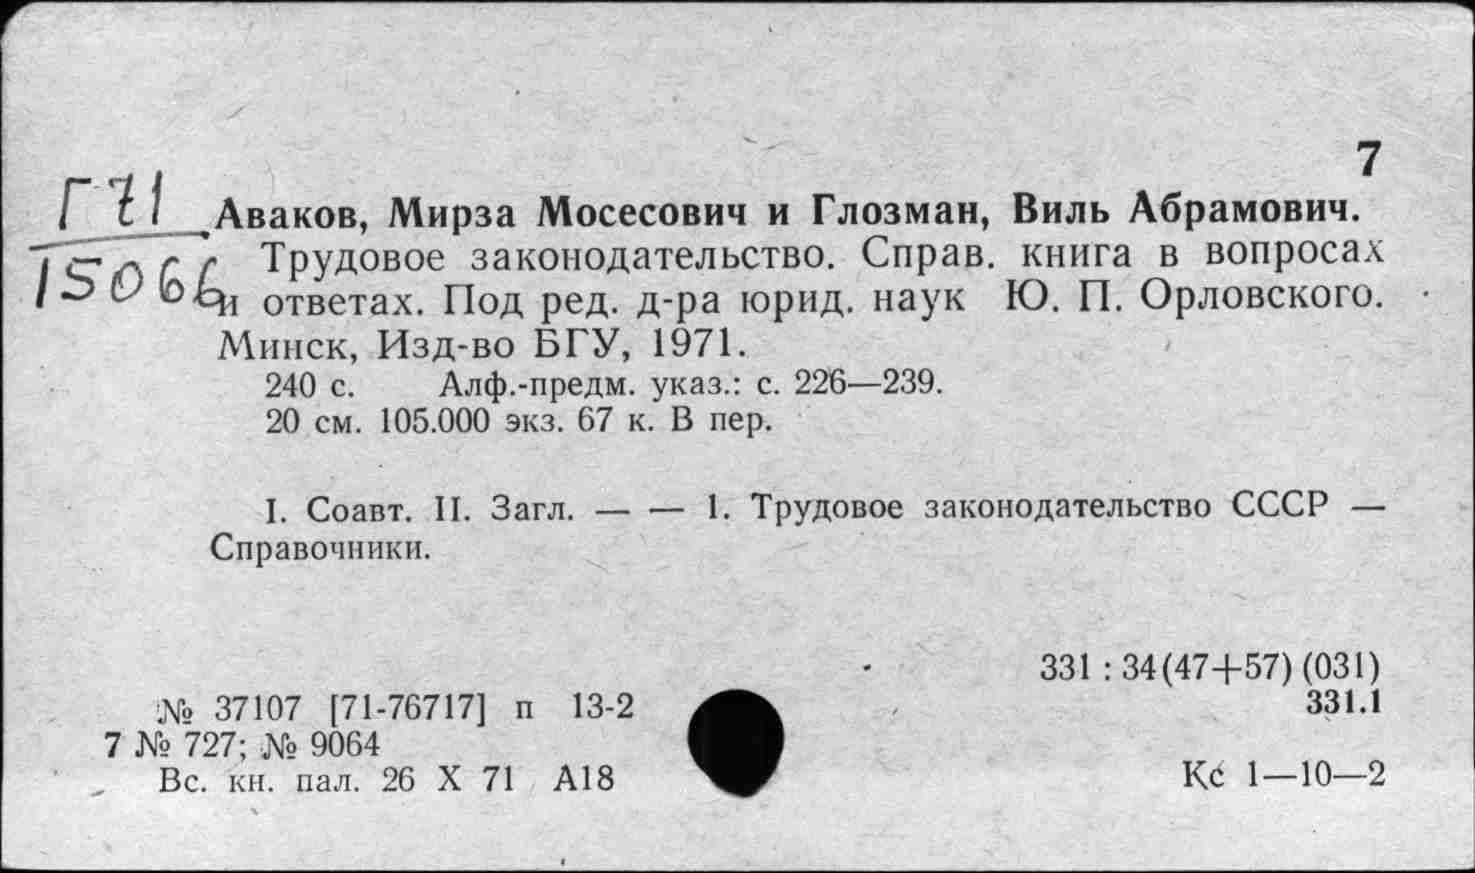 7
Г 71
Аваков, Мирза Мосесович и Глозман, Виль Абрамович.
Трудовое законодательство. Справ. книга в вопросах
15066
и ответах. Под ред. д-ра юрид. наук Ю. П. Орловского.
Минск, Изд-во БГУ, 1971.
240 с. Алф.-предм. указ.: с. 226—239.
20 см. 105.000 экз. 67 к. В пер.
I. Соавт. II. Загл. — — 1. Трудовое законодательство СССР —
Справочники.
331 : 34(47+57) (031)
№ 37107 [71-76717] п 13-2
331.1
7 № 727; № 9064
Вс. кн. пал. 26 X 71 А18
Кс 1—10—2